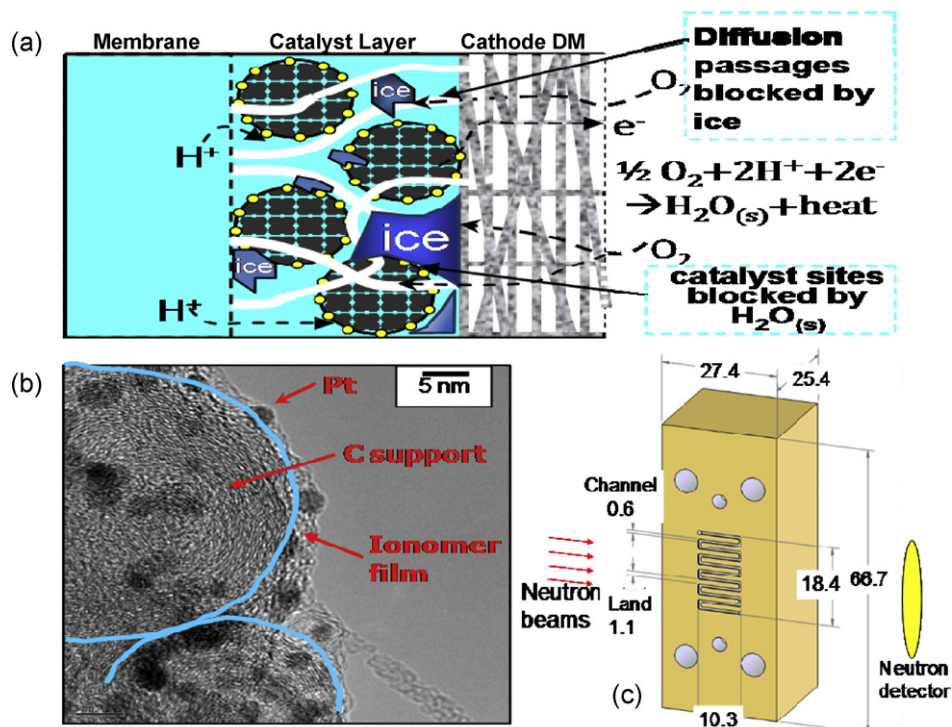 (a)
Membrane
Catalyst Layer
Cathode DM
Diffusion
passages
blocked by
ice
ice
O₂
e⁻
H⁺
½ O₂+2H⁺+2e⁻
→H₂O₍ₛ₎+heat
ice
ice
O₂
H⁺
catalyst sites
blocked by
H₂O₍ₛ₎
(b)
5 nm
Pt
C support
Ionomer
film
27.4
25.4
Channel
0.6
Neutron
beams
Land
1.1
18.4
66.7
Neutron
detector
(c)
10.3